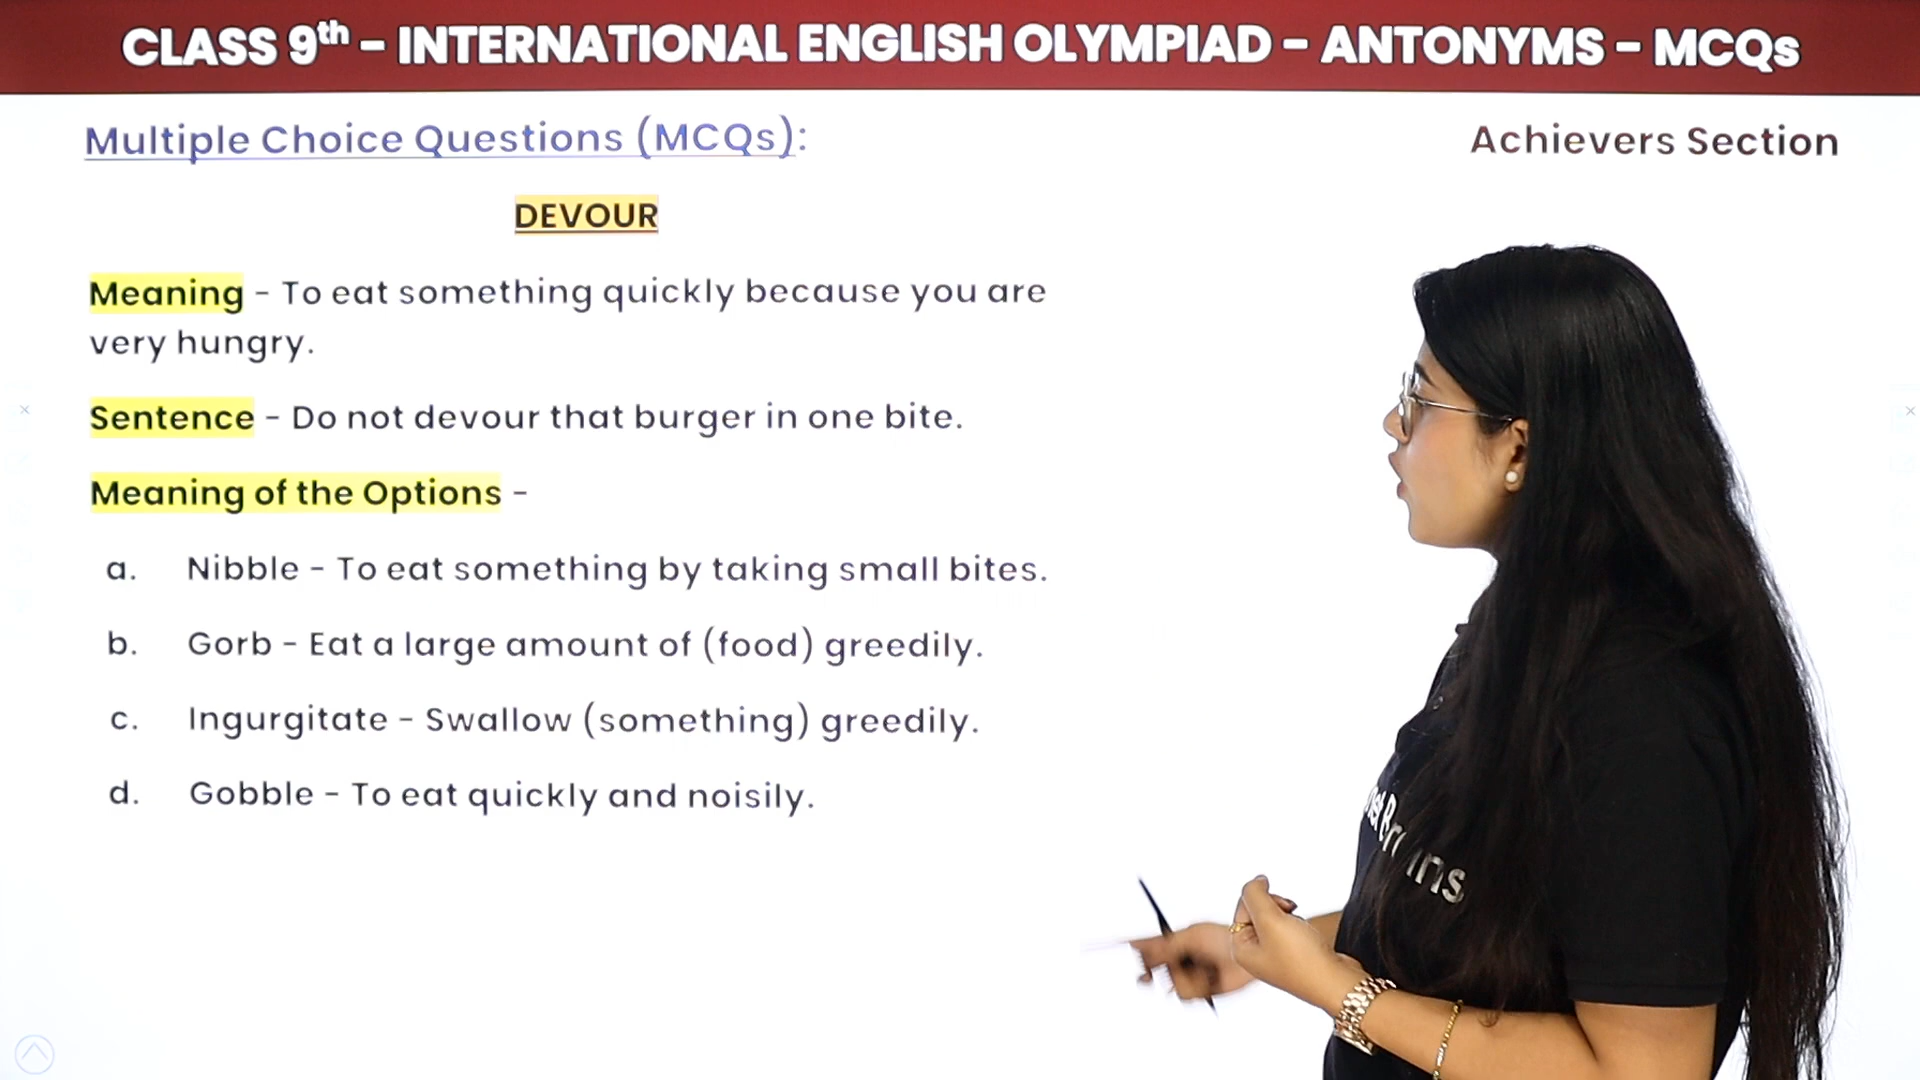 CLASS 9th – INTERNATIONAL ENGLISH OLYMPIAD – ANTONYMS – MCQs
Multiple Choice Questions (MCQs):
Achievers Section
DEVOUR
Meaning – To eat something quickly because you are
very hungry.
Sentence – Do not devour that burger in one bite.
Meaning of the Options –
a. Nibble – To eat something by taking small bites.
b. Gorb – Eat a large amount of (food) greedily.
c. Ingurgitate – Swallow (something) greedily.
d. Gobble – To eat quickly and noisily.